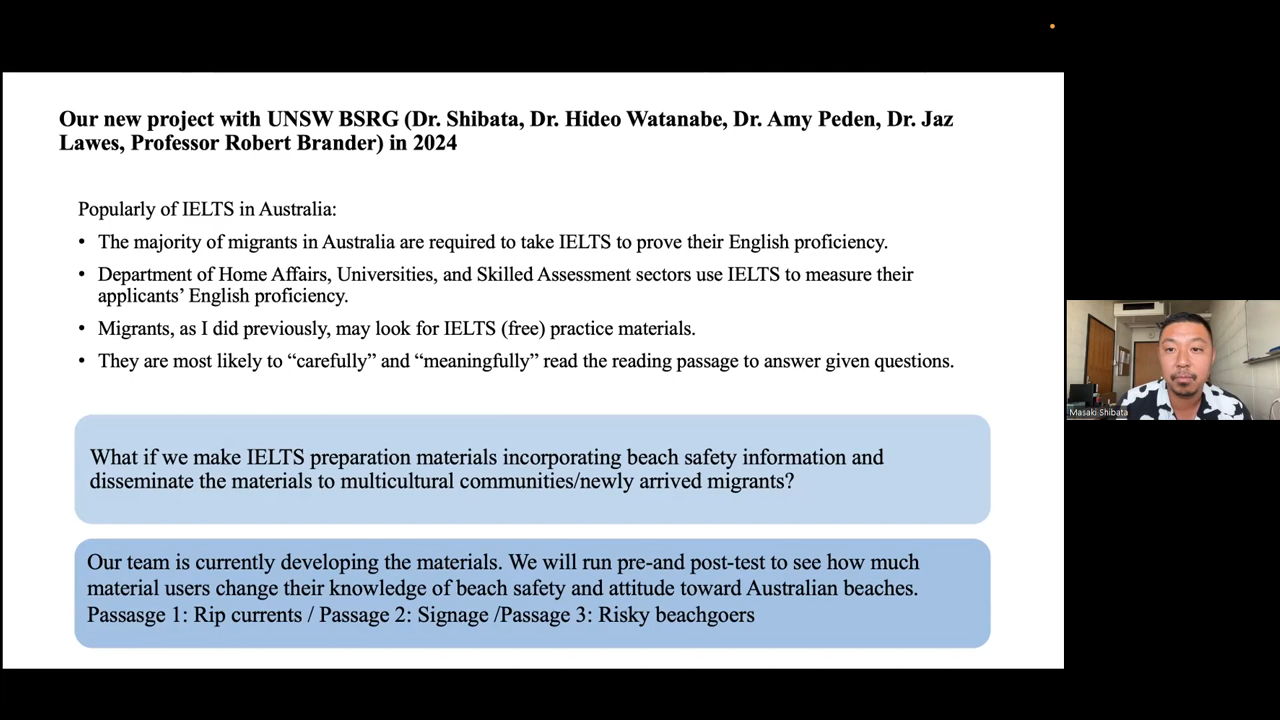 Our new project with UNSW BSRG (Dr. Shibata, Dr. Hideo Watanabe, Dr. Amy Peden, Dr. Jaz
Lawes, Professor Robert Brander) in 2024
Popularly of IELTS in Australia:
• The majority of migrants in Australia are required to take IELTS to prove their English proficiency.
• Department of Home Affairs, Universities, and Skilled Assessment sectors use IELTS to measure their
applicants’ English proficiency.
• Migrants, as I did previously, may look for IELTS (free) practice materials.
• They are most likely to “carefully” and “meaningfully” read the reading passage to answer given questions.
What if we make IELTS preparation materials incorporating beach safety information and
disseminate the materials to multicultural communities/newly arrived migrants?
Our team is currently developing the materials. We will run pre-and post-test to see how much
material users change their knowledge of beach safety and attitude toward Australian beaches.
Passasge 1: Rip currents / Passage 2: Signage /Passage 3: Risky beachgoers
Masaki Shibata